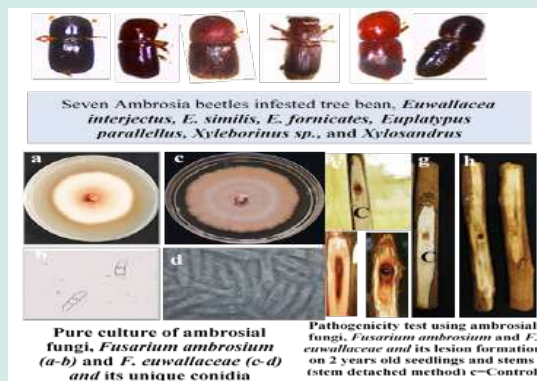 Seven Ambrosia beetles infested tree bean, Euwallacea
interjectus, E. similis, E. fornicates, Euplatypus
parallellus, Xyleborinus sp., and Xylosandrus
a
c
g
h
C
C
b
d
Pure culture of ambrosial
fungi, Fusarium ambrosium
(a-b) and F. euwallaceae (c-d)
and its unique conidia
Pathogenicity test using ambrosial
fungi, Fusarium ambrosium and F.
euwallaceae and its lesion formation
on 2 years old seedlings and stems
(stem detached method) c=Control